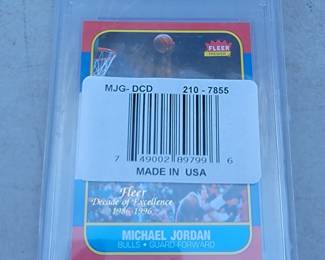 FLEER
PREMIER
MJG-DCD 210 - 7855
7 49002 89799 6
MADE IN USA
Fleer
Decade of Excellence
1986-1996
MICHAEL JORDAN
BULLS • GUARD-FORWARD